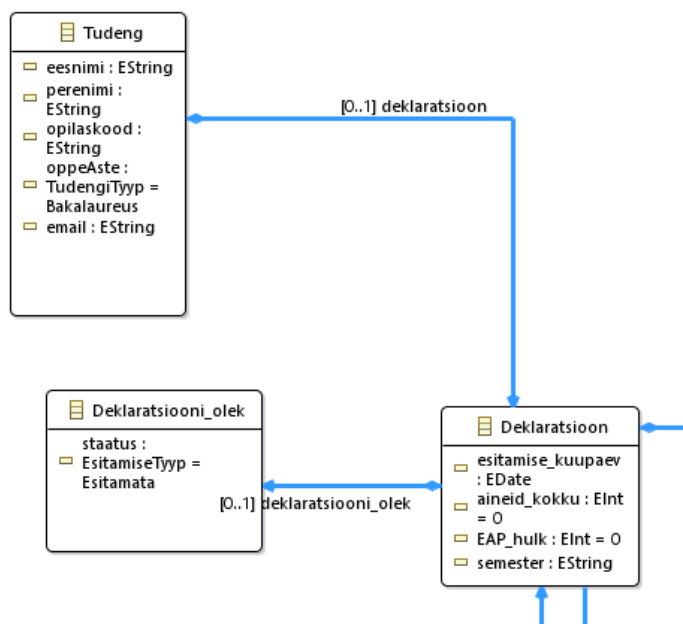 Tudeng
eesnimi : EString
perenimi :
EString
opilaskood :
EString
oppeAste :
TudengiTyyp =
Bakalaureus
email : EString
[0..1] deklaratsioon
Deklaratsiooni_olek
staatus :
EsitamiseTyyp =
Esitamata
[0..1] deklaratsiooni_olek
Deklaratsioon
esitamise_kuupaev
: EDate
aineid_kokku : EInt
= 0
EAP_hulk : EInt = 0
semester : EString